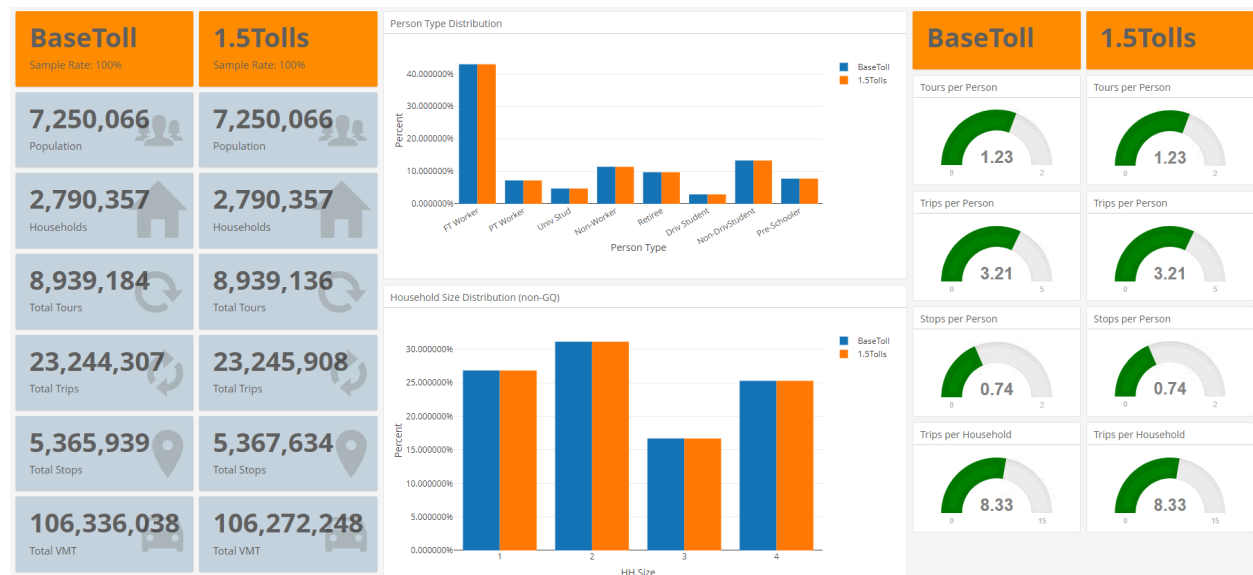 BaseToll
Sample Rate: 100%
1.5Tolls
Sample Rate: 100%
7,250,066
Population
7,250,066
Population
2,790,357
Households
2,790,357
Households
8,939,184
Total Tours
8,939,136
Total Tours
23,244,307
Total Trips
23,245,908
Total Trips
5,365,939
Total Stops
5,367,634
Total Stops
106,336,038
Total VMT
106,272,248
Total VMT
Person Type Distribution
BaseToll
1.5Tolls
40.000000%
30.000000%
20.000000%
10.000000%
0.000000%
Percent
FT Worker
PT Worker
Univ Stud
Non-Worker
Retiree
Driv Student
Non-DrivStudent
Pre-Schooler
Person Type
Household Size Distribution (non-GQ)
BaseToll
1.5Tolls
30.000000%
25.000000%
20.000000%
15.000000%
10.000000%
5.000000%
0.000000%
Percent
1
2
3
4
HH Size
BaseToll
1.5Tolls
Tours per Person
1.23
0
2
Tours per Person
1.23
0
2
Trips per Person
3.21
0
5
Trips per Person
3.21
0
5
Stops per Person
0.74
0
2
Stops per Person
0.74
0
2
Trips per Household
8.33
0
15
Trips per Household
8.33
0
15